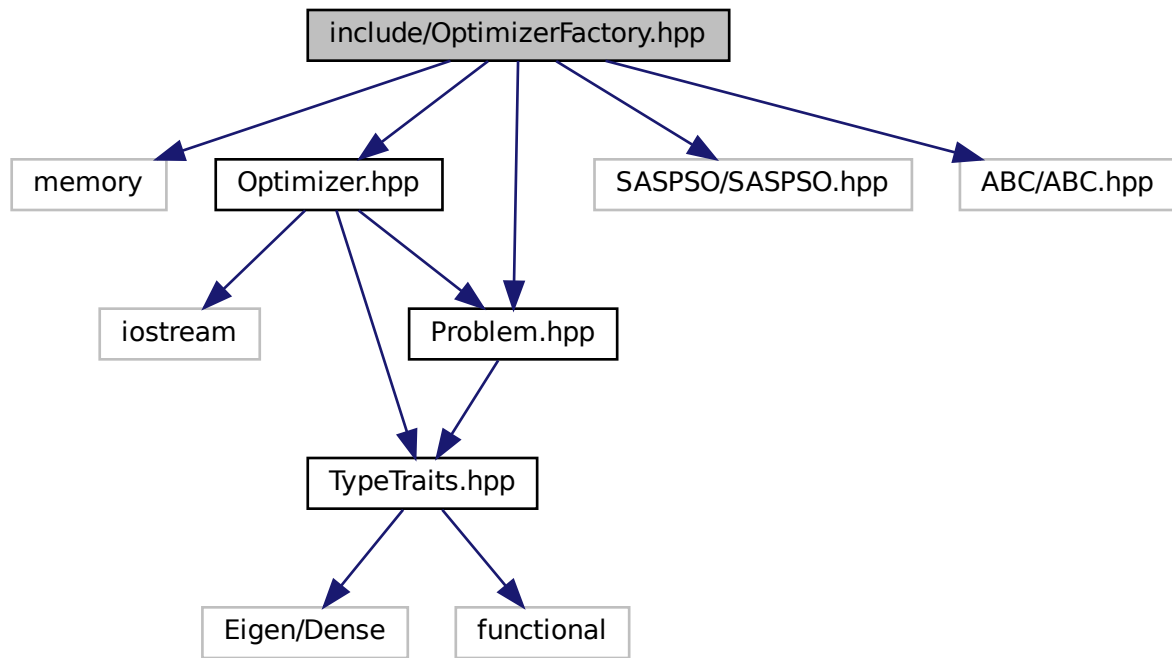 include/OptimizerFactory.hpp
memory
Optimizer.hpp
SASPSO/SASPSO.hpp
ABC/ABC.hpp
iostream
Problem.hpp
TypeTraits.hpp
Eigen/Dense
functional